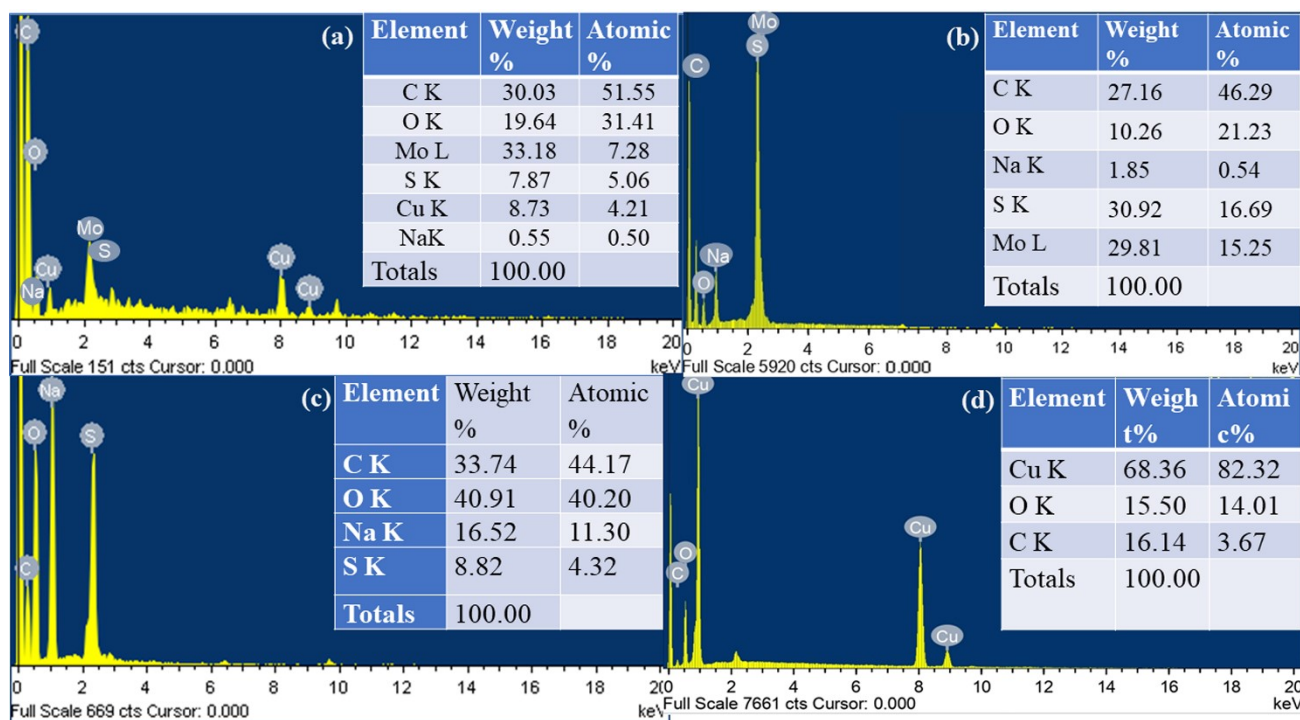 (a)
C
O
Na
Cu
Mo
S
Cu
Cu
Element Weight % Atomic %
C K 30.03 51.55
O K 19.64 31.41
Mo L 33.18 7.28
S K 7.87 5.06
Cu K 8.73 4.21
NaK 0.55 0.50
Totals 100.00
0 2 4 6 8 10 12 14 16 18 20
Full Scale 151 cts Cursor: 0.000 keV
(b)
C
O
Na
Mo
S
Element Weight % Atomic %
C K 27.16 46.29
O K 10.26 21.23
Na K 1.85 0.54
S K 30.92 16.69
Mo L 29.81 15.25
Totals 100.00
0 2 4 6 8 10 12 14 16 18 20
Full Scale 5920 cts Cursor: 0.000 keV
(c)
C
O
Na
S
Element Weight % Atomic %
C K 33.74 44.17
O K 40.91 40.20
Na K 16.52 11.30
S K 8.82 4.32
Totals 100.00
0 2 4 6 8 10 12 14 16 18 20
Full Scale 669 cts Cursor: 0.000 keV
(d)
C
O
Cu
Cu
Cu
Element Weigh t% Atomi c%
Cu K 68.36 82.32
O K 15.50 14.01
C K 16.14 3.67
Totals 100.00
0 2 4 6 8 10 12 14 16 18 20
Full Scale 7661 cts Cursor: 0.000 keV